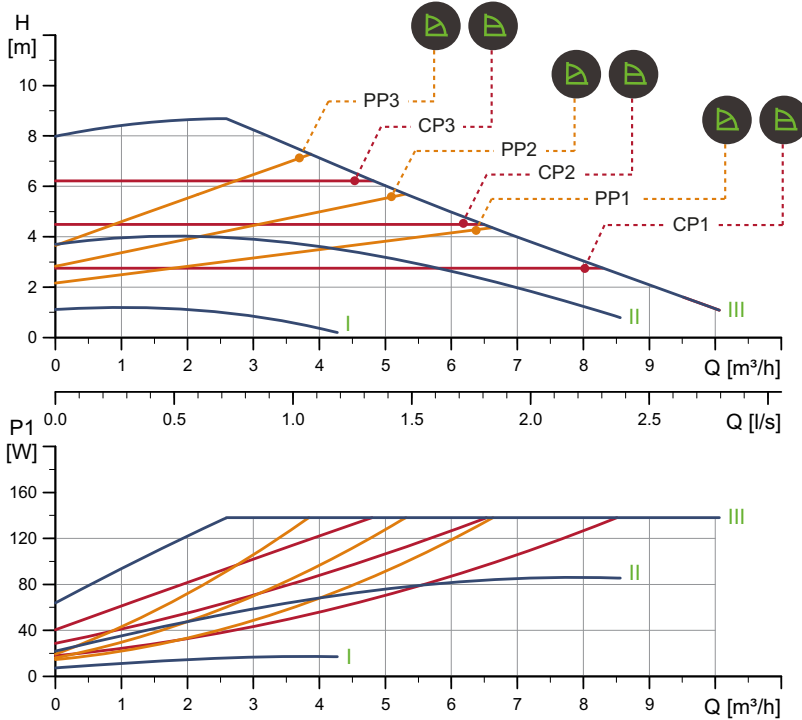 H
[m]
10
8
6
4
2
0
PP3
CP3
PP2
CP2
PP1
CP1
I
II
III
0 1 2 3 4 5 6 7 8 9 Q [m³/h]
0.0 0.5 1.0 1.5 2.0 2.5 Q [l/s]
P1
[W]
160
120
80
40
0
III
II
I
0 1 2 3 4 5 6 7 8 9 Q [m³/h]